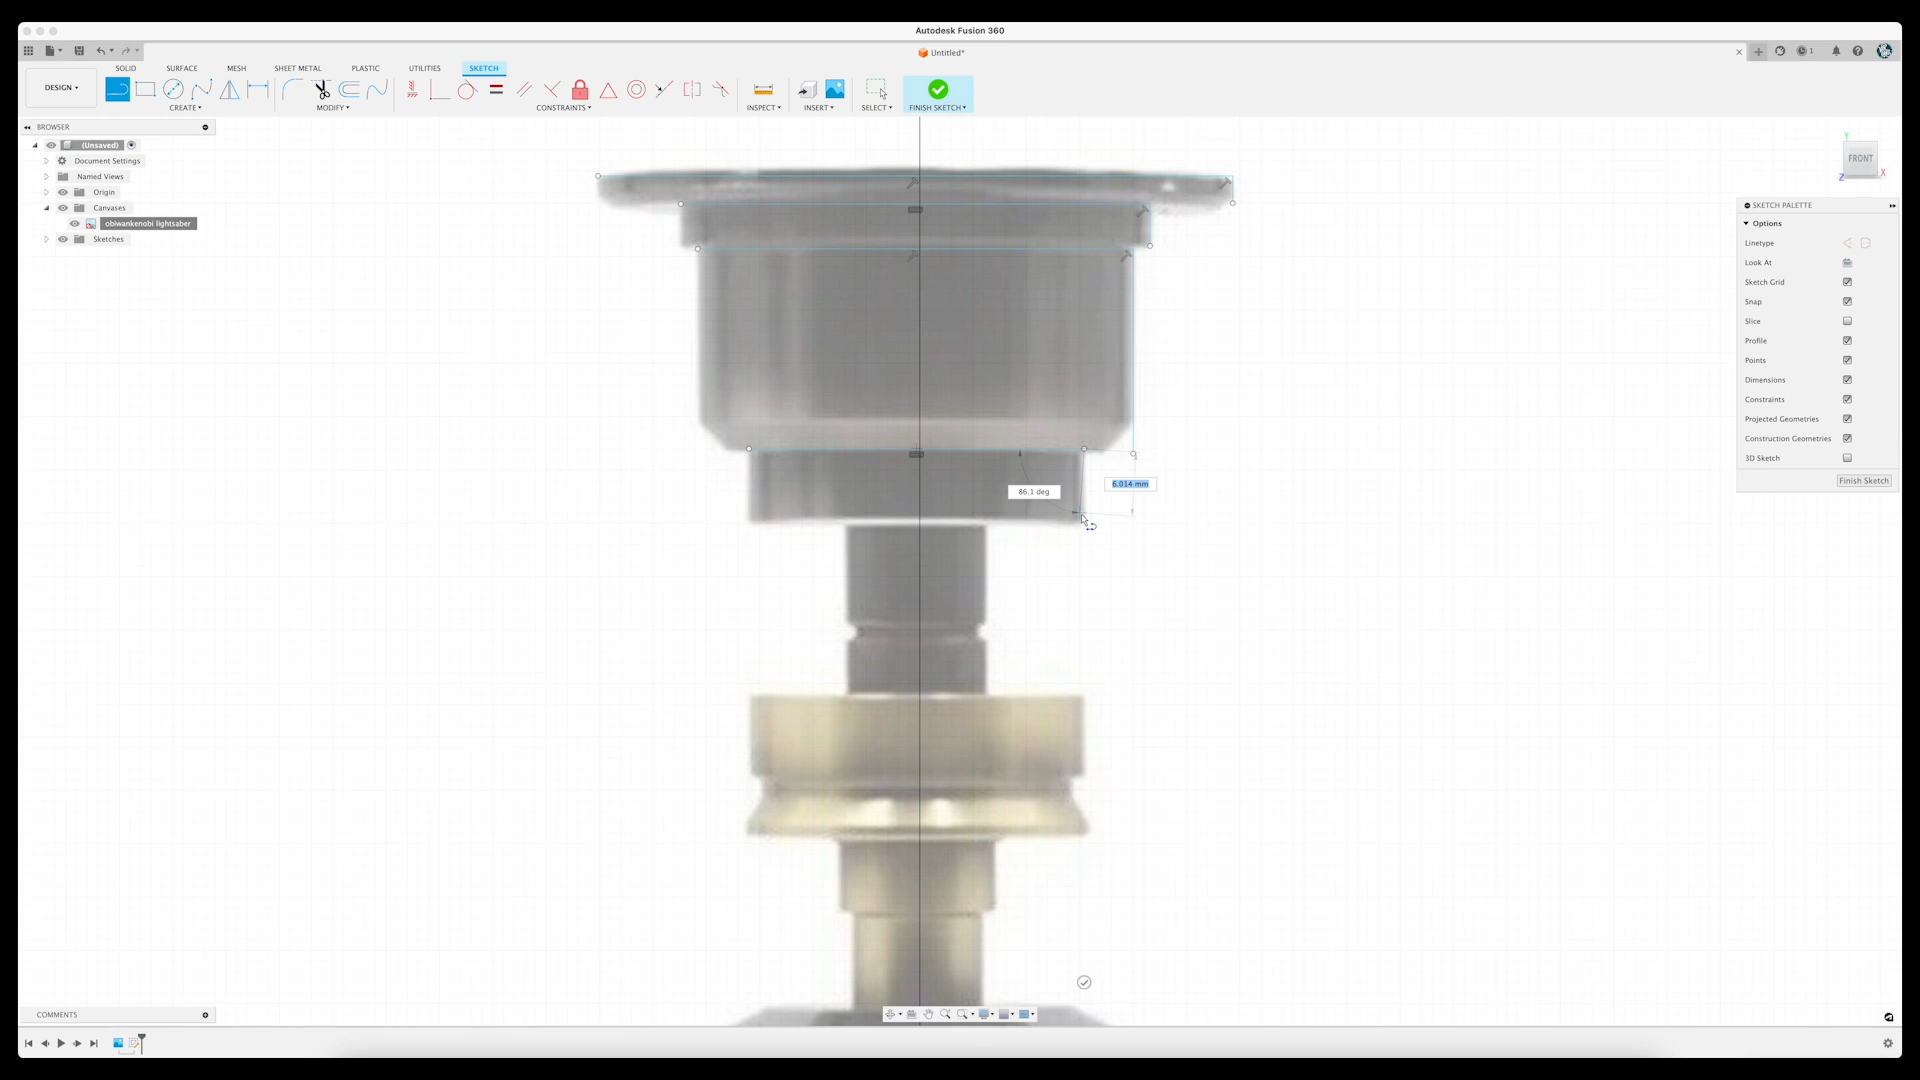 Autodesk Fusion 360
Untitled*
1
DESIGN
SOLID
SURFACE
MESH
SHEET METAL
PLASTIC
UTILITIES
SKETCH
CREATE
MODIFY
CONSTRAINTS
INSPECT
INSERT
SELECT
FINISH SKETCH
BROWSER
(Unsaved)
Document Settings
Named Views
Origin
Canvases
obiwankenobi lightsaber
Sketches
Y
FRONT
Z
X
SKETCH PALETTE
Options
Linetype
Look At
Sketch Grid
Snap
Slice
Profile
Points
Dimensions
Constraints
Projected Geometries
Construction Geometries
3D Sketch
Finish Sketch
86.1 deg
6.014 mm
COMMENTS